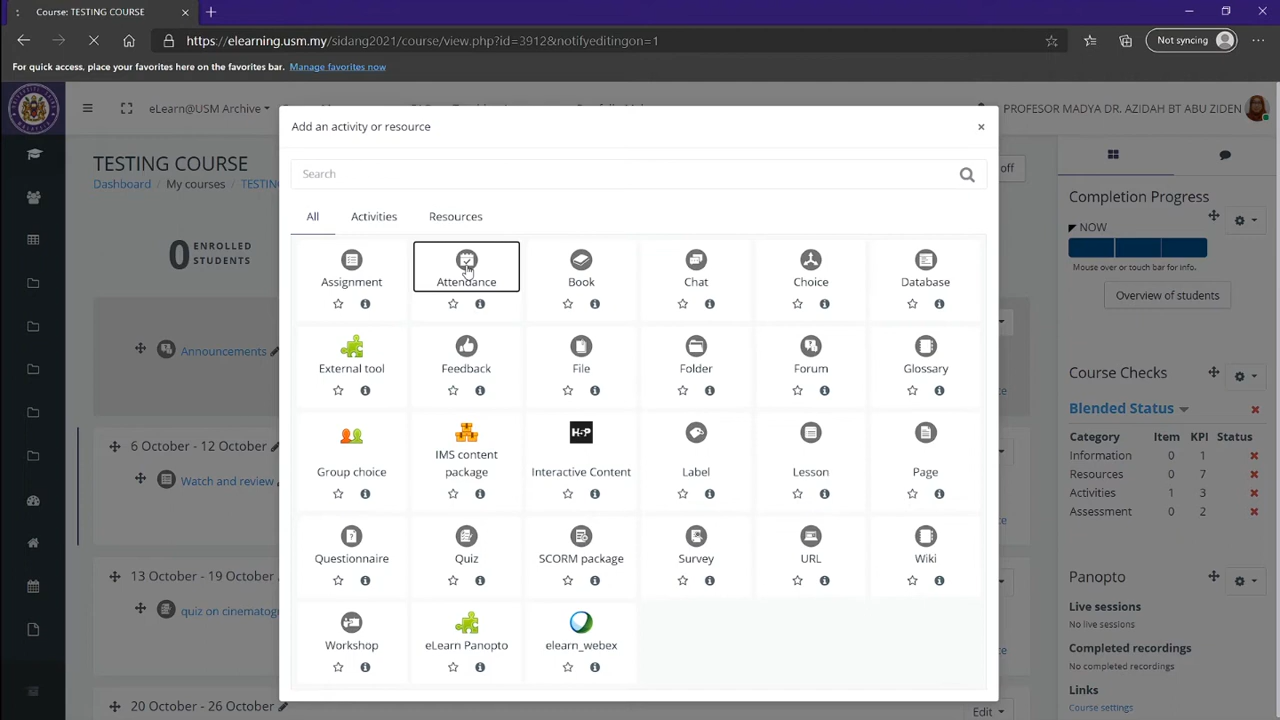 Course: TESTING COURSE
https://elearning.usm.my/sidang2021/course/view.php?id=3912&notifyeditingon=1
Not syncing
For quick access, place your favorites here on the favorites bar. Manage favorites now
eLearn@USM Archive
PROFESOR MADYA DR. AZIDAH BT ABU ZIDEN
Add an activity or resource
TESTING COURSE
Dashboard / My courses / TESTIN
off
Search
All
Activities
Resources
0 ENROLLED STUDENTS
Assignment
Attendance
Book
Chat
Choice
Database
External tool
Feedback
File
Folder
Forum
Glossary
Group choice
IMS content package
H-P
Interactive Content
Label
Lesson
Page
Questionnaire
Quiz
SCORM package
Survey
URL
Wiki
Workshop
eLearn Panopto
elearn_webex
Announcements
6 October - 12 October
Watch and review
13 October - 19 October
quiz on cinematog
20 October - 26 October
Edit
Completion Progress
NOW
Mouse over or touch bar for info.
Overview of students
Course Checks
Blended Status
Category Item KPI Status
Information 0 1
Resources 0 7
Activities 1 3
Assessment 0 2
Panopto
Live sessions
No live sessions
Completed recordings
No completed recordings
Links
Course settings